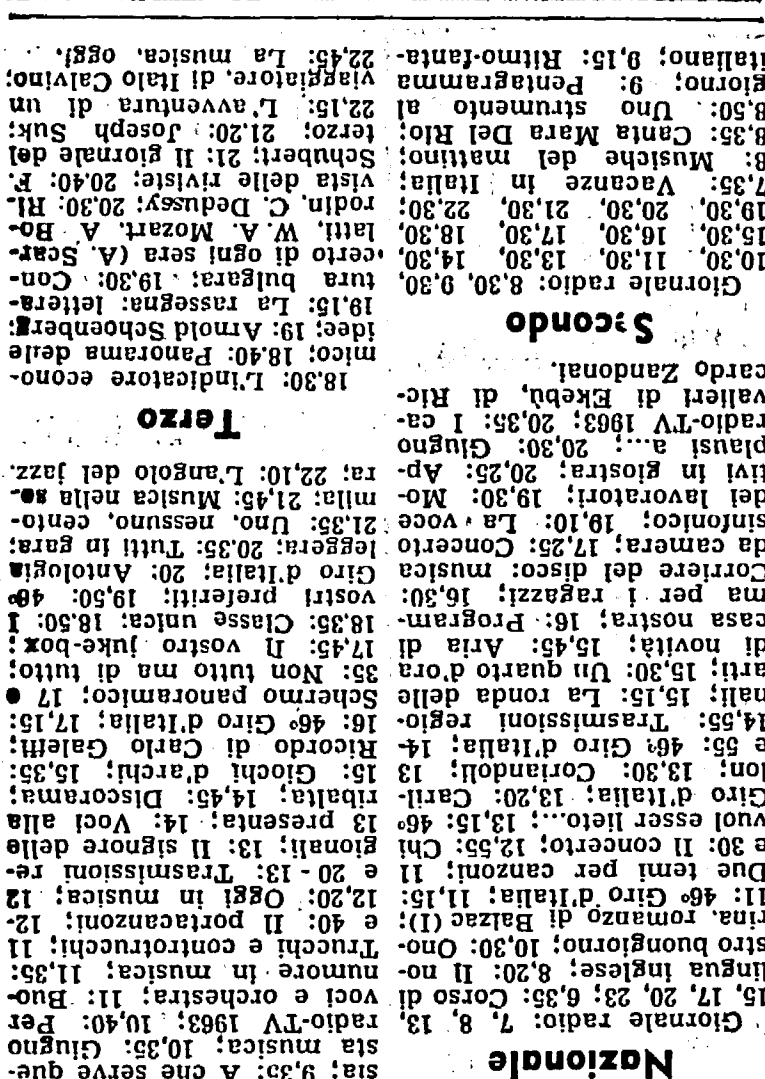 Nazionale
Giornale radio: 7, 8, 13,
15, 17, 20, 23; 6,35: Corso di
lingua inglese; 8,20: Il no-
stro buongiorno; 10,30: Ono-
rina, romanzo di Balzac (I);
11: 46º Giro d'Italia; 11,15:
Due temi per canzoni; 11
e 30: Il concerto; 12,55: Chi
vuol esser lieto...; 13,15: 46º
Giro d'Italia; 13,20: Caril-
lon; 13,30: Coriandoli; 13
e 55: 46º Giro d'Italia; 14-
14,55: Trasmissioni regio-
nali; 15,15: La ronda delle
arti; 15,30: Un quarto d'ora
di novità; 15,45: Aria di
casa nostra; 16: Program-
ma per i ragazzi; 16,30:
Corriere del disco: musica
da camera; 17,25: Concerto
sinfonico; 19,10: La voce
dei lavoratori; 19,30: Mo-
tivi in giostra; 20,25: Ap-
plausi a...; 20,30: Giugno
radio-TV 1963; 20,35: I ca-
valieri di Ekebù, di Ric-
cardo Zandonai.
Secondo
Giornale radio: 8,30, 9,30,
10,30, 11,30, 13,30, 14,30,
15,30, 16,30, 17,30, 18,30,
19,30, 20,30, 21,30, 22,30;
7,35: Vacanze in Italia;
8: Musiche del mattino;
8,35: Canta Mara Del Rio;
8,50: Uno strumento al
giorno; 9: Pentagramma
italiano; 9,15: Ritmo-fanta-
sia; 9,35: A che serve que-
sta musica; 10,35: Giugno
radio-TV 1963; 10,40: Per
voci e orchestra; 11: Buo-
numore in musica; 11,35:
Trucchi e controtrucchi; 11
e 40: Il portacanzoni; 12-
12,20: Oggi in musica; 12
e 20 - 13: Trasmissioni re-
gionali; 13: Il signore delle
13 presenta; 14: Voci alla
ribalta; 14,45: Discorama;
15: Giochi d'archi; 15,35:
Ricordo di Carlo Galeffi;
16: 46º Giro d'Italia; 17,15:
Schermo panoramico; 17 e
35: Non tutto ma di tutto;
17,45: Il vostro juke-box;
18,35: Classe unica; 18,50: I
vostri preferiti; 19,50: 46º
Giro d'Italia; 20: Antologia
leggera; 20,35: Tutti in gara;
21,35: Uno, nessuno, cento-
mila; 21,45: Musica nella se-
ra; 22,10: L'angolo del jazz.
Terzo
18,30: L'indicatore econo-
mico; 18,40: Panorama delle
idee; 19: Arnold Schoenberg;
19,15: La rassegna: lettera-
tura bulgara; 19,30: Con-
certo di ogni sera (A. Scar-
latti, W. A. Mozart, A. Bo-
rodin, C. Debussy; 20,30: Ri-
vista delle riviste; 20,40: F.
Schubert; 21: Il giornale del
terzo; 21,20: Joseph Suk;
22,15: L'avventura di un
viaggiatore, di Italo Calvino;
22,45: La musica, oggi.